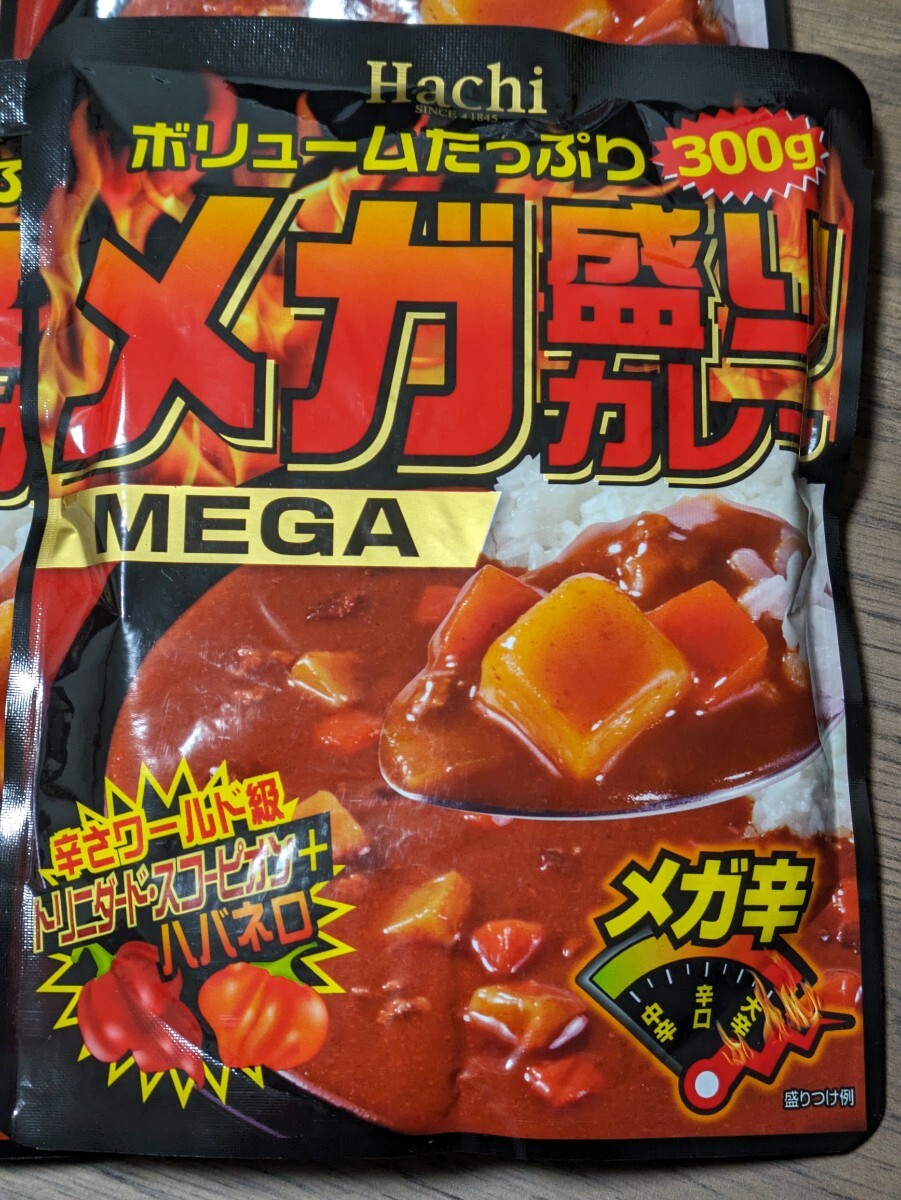 Hachi
SINCE 1845
ボリュームたっぷり
300g
メガ盛り
カレー
MEGA
辛さワールド級
トリニダード・スコーピオン+
ハバネロ
メガ辛
中辛
辛口
大辛
盛りつけ例